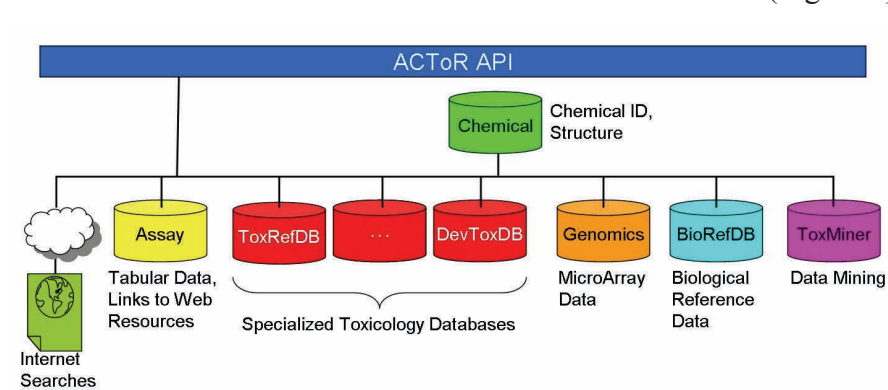 ACToR API
Chemical
Chemical ID,
Structure
Assay
ToxRefDB
...
DevToxDB
Genomics
BioRefDB
ToxMiner
Tabular Data,
Links to Web
Resources
Specialized Toxicology Databases
MicroArray
Data
Biological
Reference
Data
Data Mining
Internet
Searches